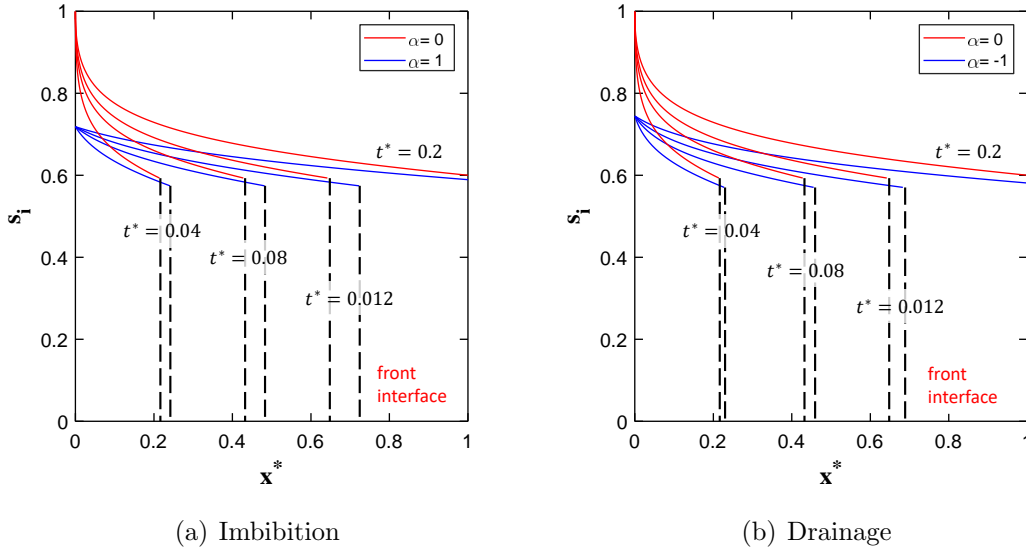 1
0.8
0.6
0.4
0.2
0
s_i
α= 0
α= 1
t* = 0.2
t* = 0.04
t* = 0.08
t* = 0.012
front
interface
0 0.2 0.4 0.6 0.8 1
x*
(a) Imbibition
1
0.8
0.6
0.4
0.2
0
s_i
α= 0
α= -1
t* = 0.2
t* = 0.04
t* = 0.08
t* = 0.012
front
interface
0 0.2 0.4 0.6 0.8 1
x*
(b) Drainage